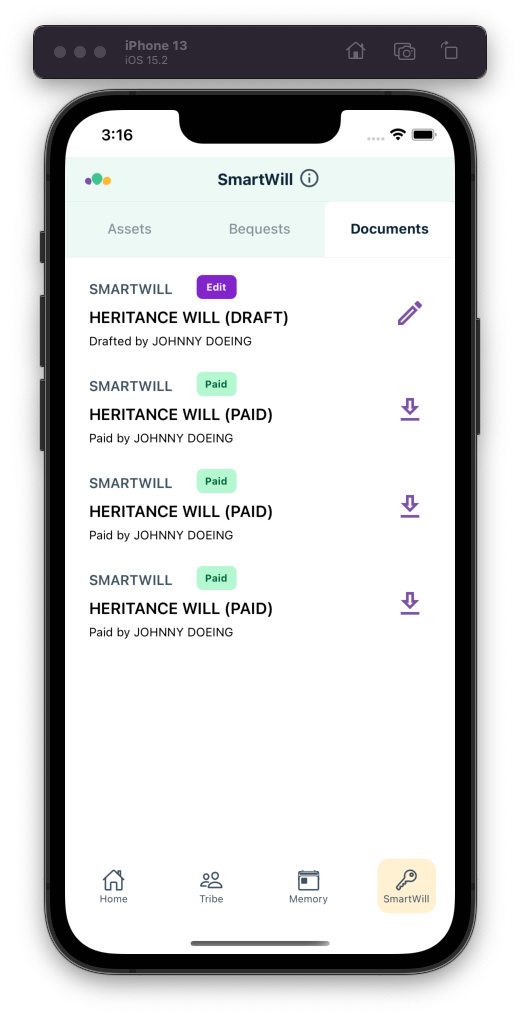 iPhone 13
iOS 15.2
3:16
SmartWill
Assets Bequests Documents
SMARTWILL Edit
HERITANCE WILL (DRAFT)
Drafted by JOHNNY DOEING
SMARTWILL Paid
HERITANCE WILL (PAID)
Paid by JOHNNY DOEING
SMARTWILL Paid
HERITANCE WILL (PAID)
Paid by JOHNNY DOEING
SMARTWILL Paid
HERITANCE WILL (PAID)
Paid by JOHNNY DOEING
Home Tribe Memory SmartWill